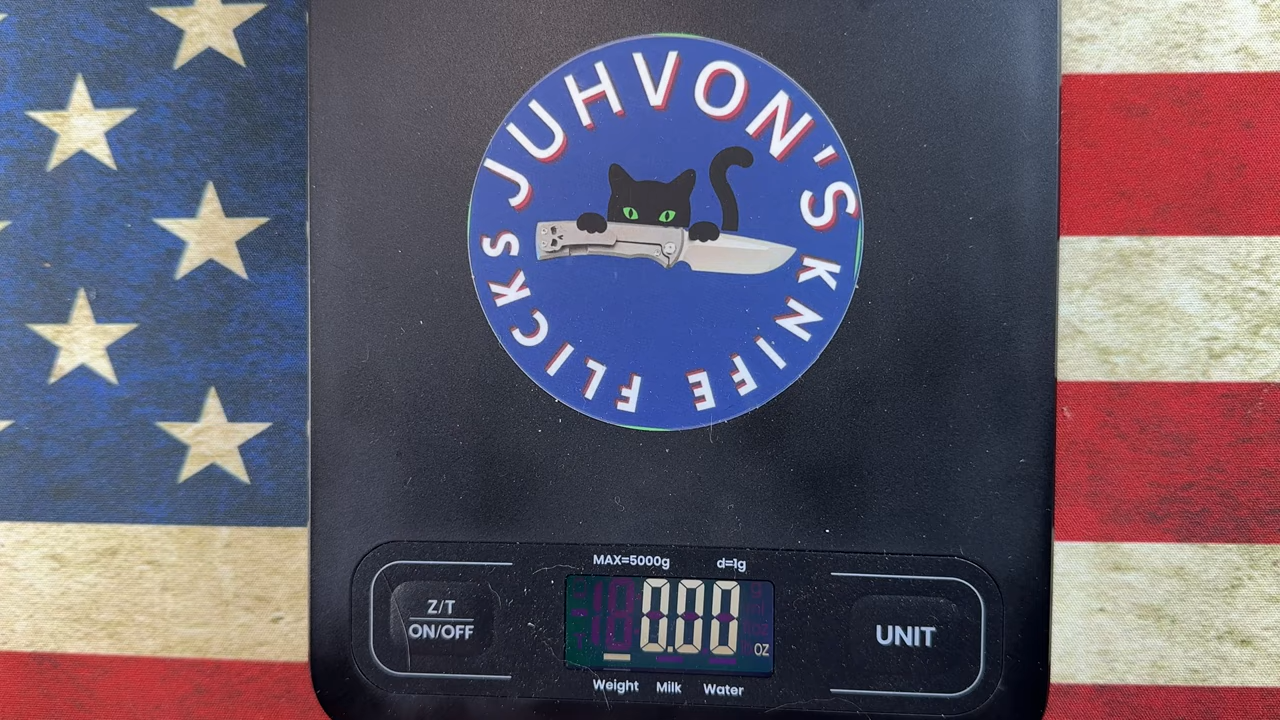 JUHVON'S KNIFE FLICKS
MAX=5000g d=1g
Z/T
ON/OFF
0.00 OZ
UNIT
Weight Milk Water